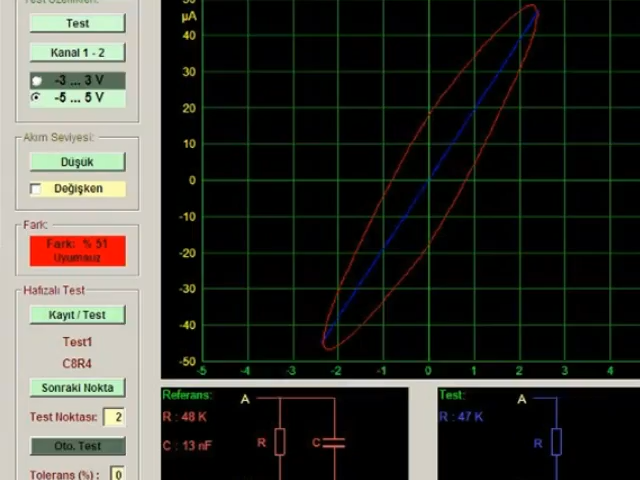 Test Özellikleri:
Test
Kanal 1 - 2
-3 ... 3 V
-5 ... 5 V
Akım Seviyesi:
Düşük
Değişken
Fark:
Fark: % 51
Uyumsuz
Hafızalı Test
Kayıt / Test
Test1
C8R4
Sonraki Nokta
Test Noktası: 2
Oto. Test
Tolerans (%) : 0
50
µA
40
30
20
10
0
-10
-20
-30
-40
-50
-5 -4 -3 -2 -1 0 1 2 3 4
Referans:
A
R : 48 K
C : 13 nF
R
C
Test:
A
R : 47 K
R